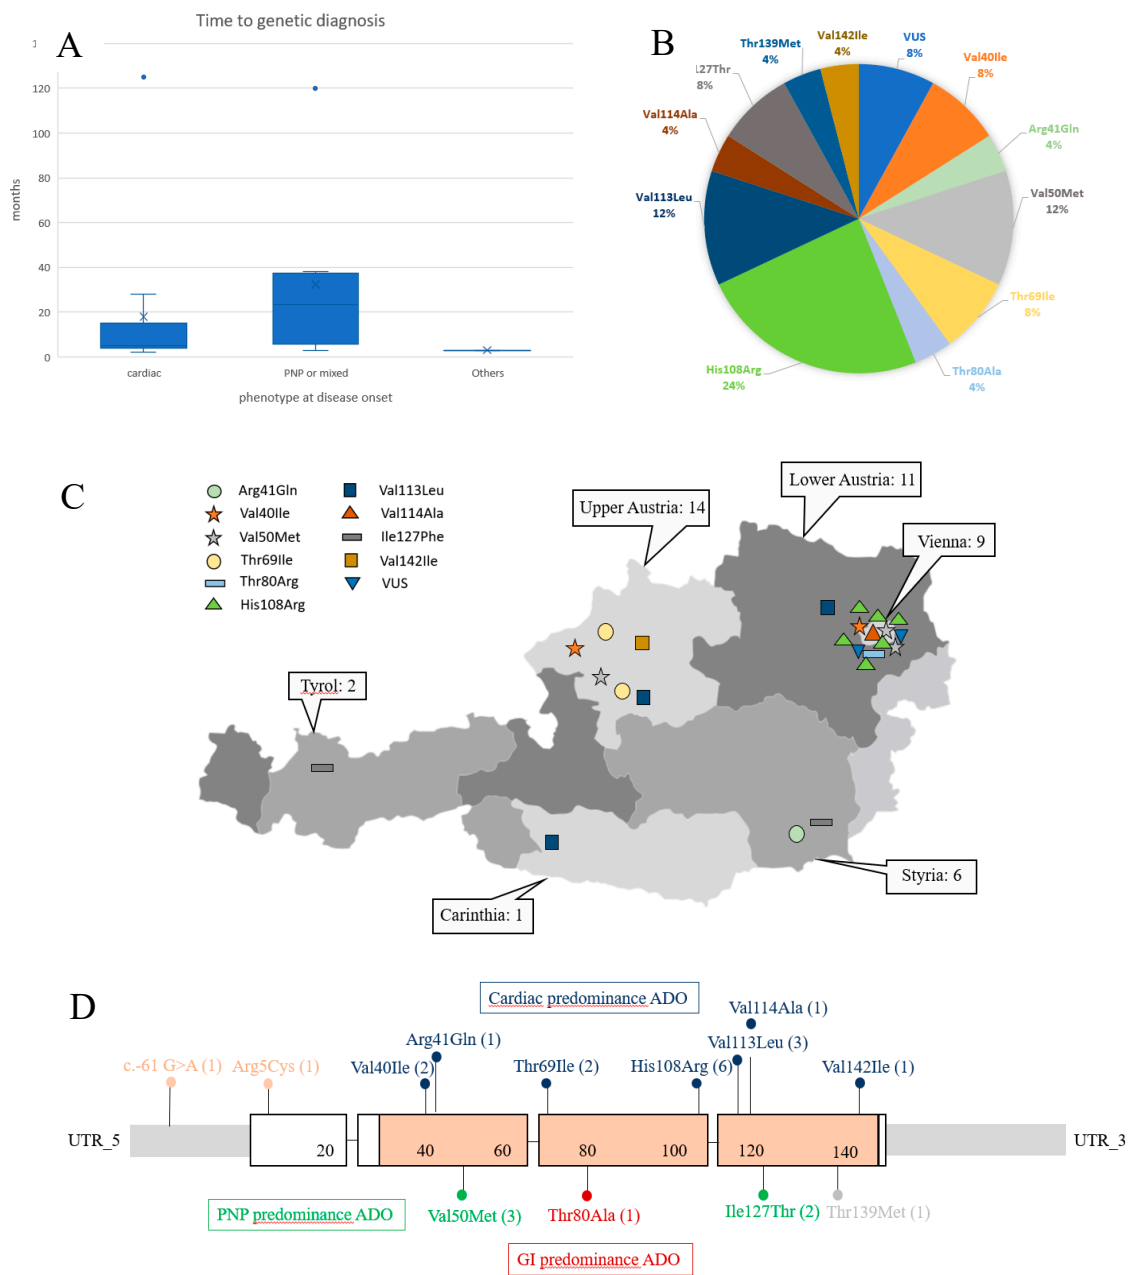 A
Time to genetic diagnosis
120
100
80
60
40
20
0
months
cardiac
PNP or mixed
Others
phenotype at disease onset
B
VUS
8%
Val40Ile
8%
Arg41Gln
4%
Val50Met
12%
Thr69Ile
8%
Thr80Ala
4%
His108Arg
24%
Val113Leu
12%
Val114Ala
4%
127Thr
8%
Thr139Met
4%
Val142Ile
4%
C
Arg41Gln
Val40Ile
Val50Met
Thr69Ile
Thr80Arg
His108Arg
Val113Leu
Val114Ala
Ile127Phe
Val142Ile
VUS
Upper Austria: 14
Lower Austria: 11
Vienna: 9
Tyrol: 2
Carinthia: 1
Styria: 6
D
Cardiac predominance ADO
Val114Ala (1)
Arg41Gln (1)
Val113Leu (3)
c.-61 G>A (1)
Arg5Cys (1)
Val40Ile (2)
Thr69Ile (2)
His108Arg (6)
Val142Ile (1)
UTR_5
20
40
60
80
100
120
140
UTR_3
PNP predominance ADO
Val50Met (3)
Thr80Ala (1)
Ile127Thr (2)
Thr139Met (1)
GI predominance ADO